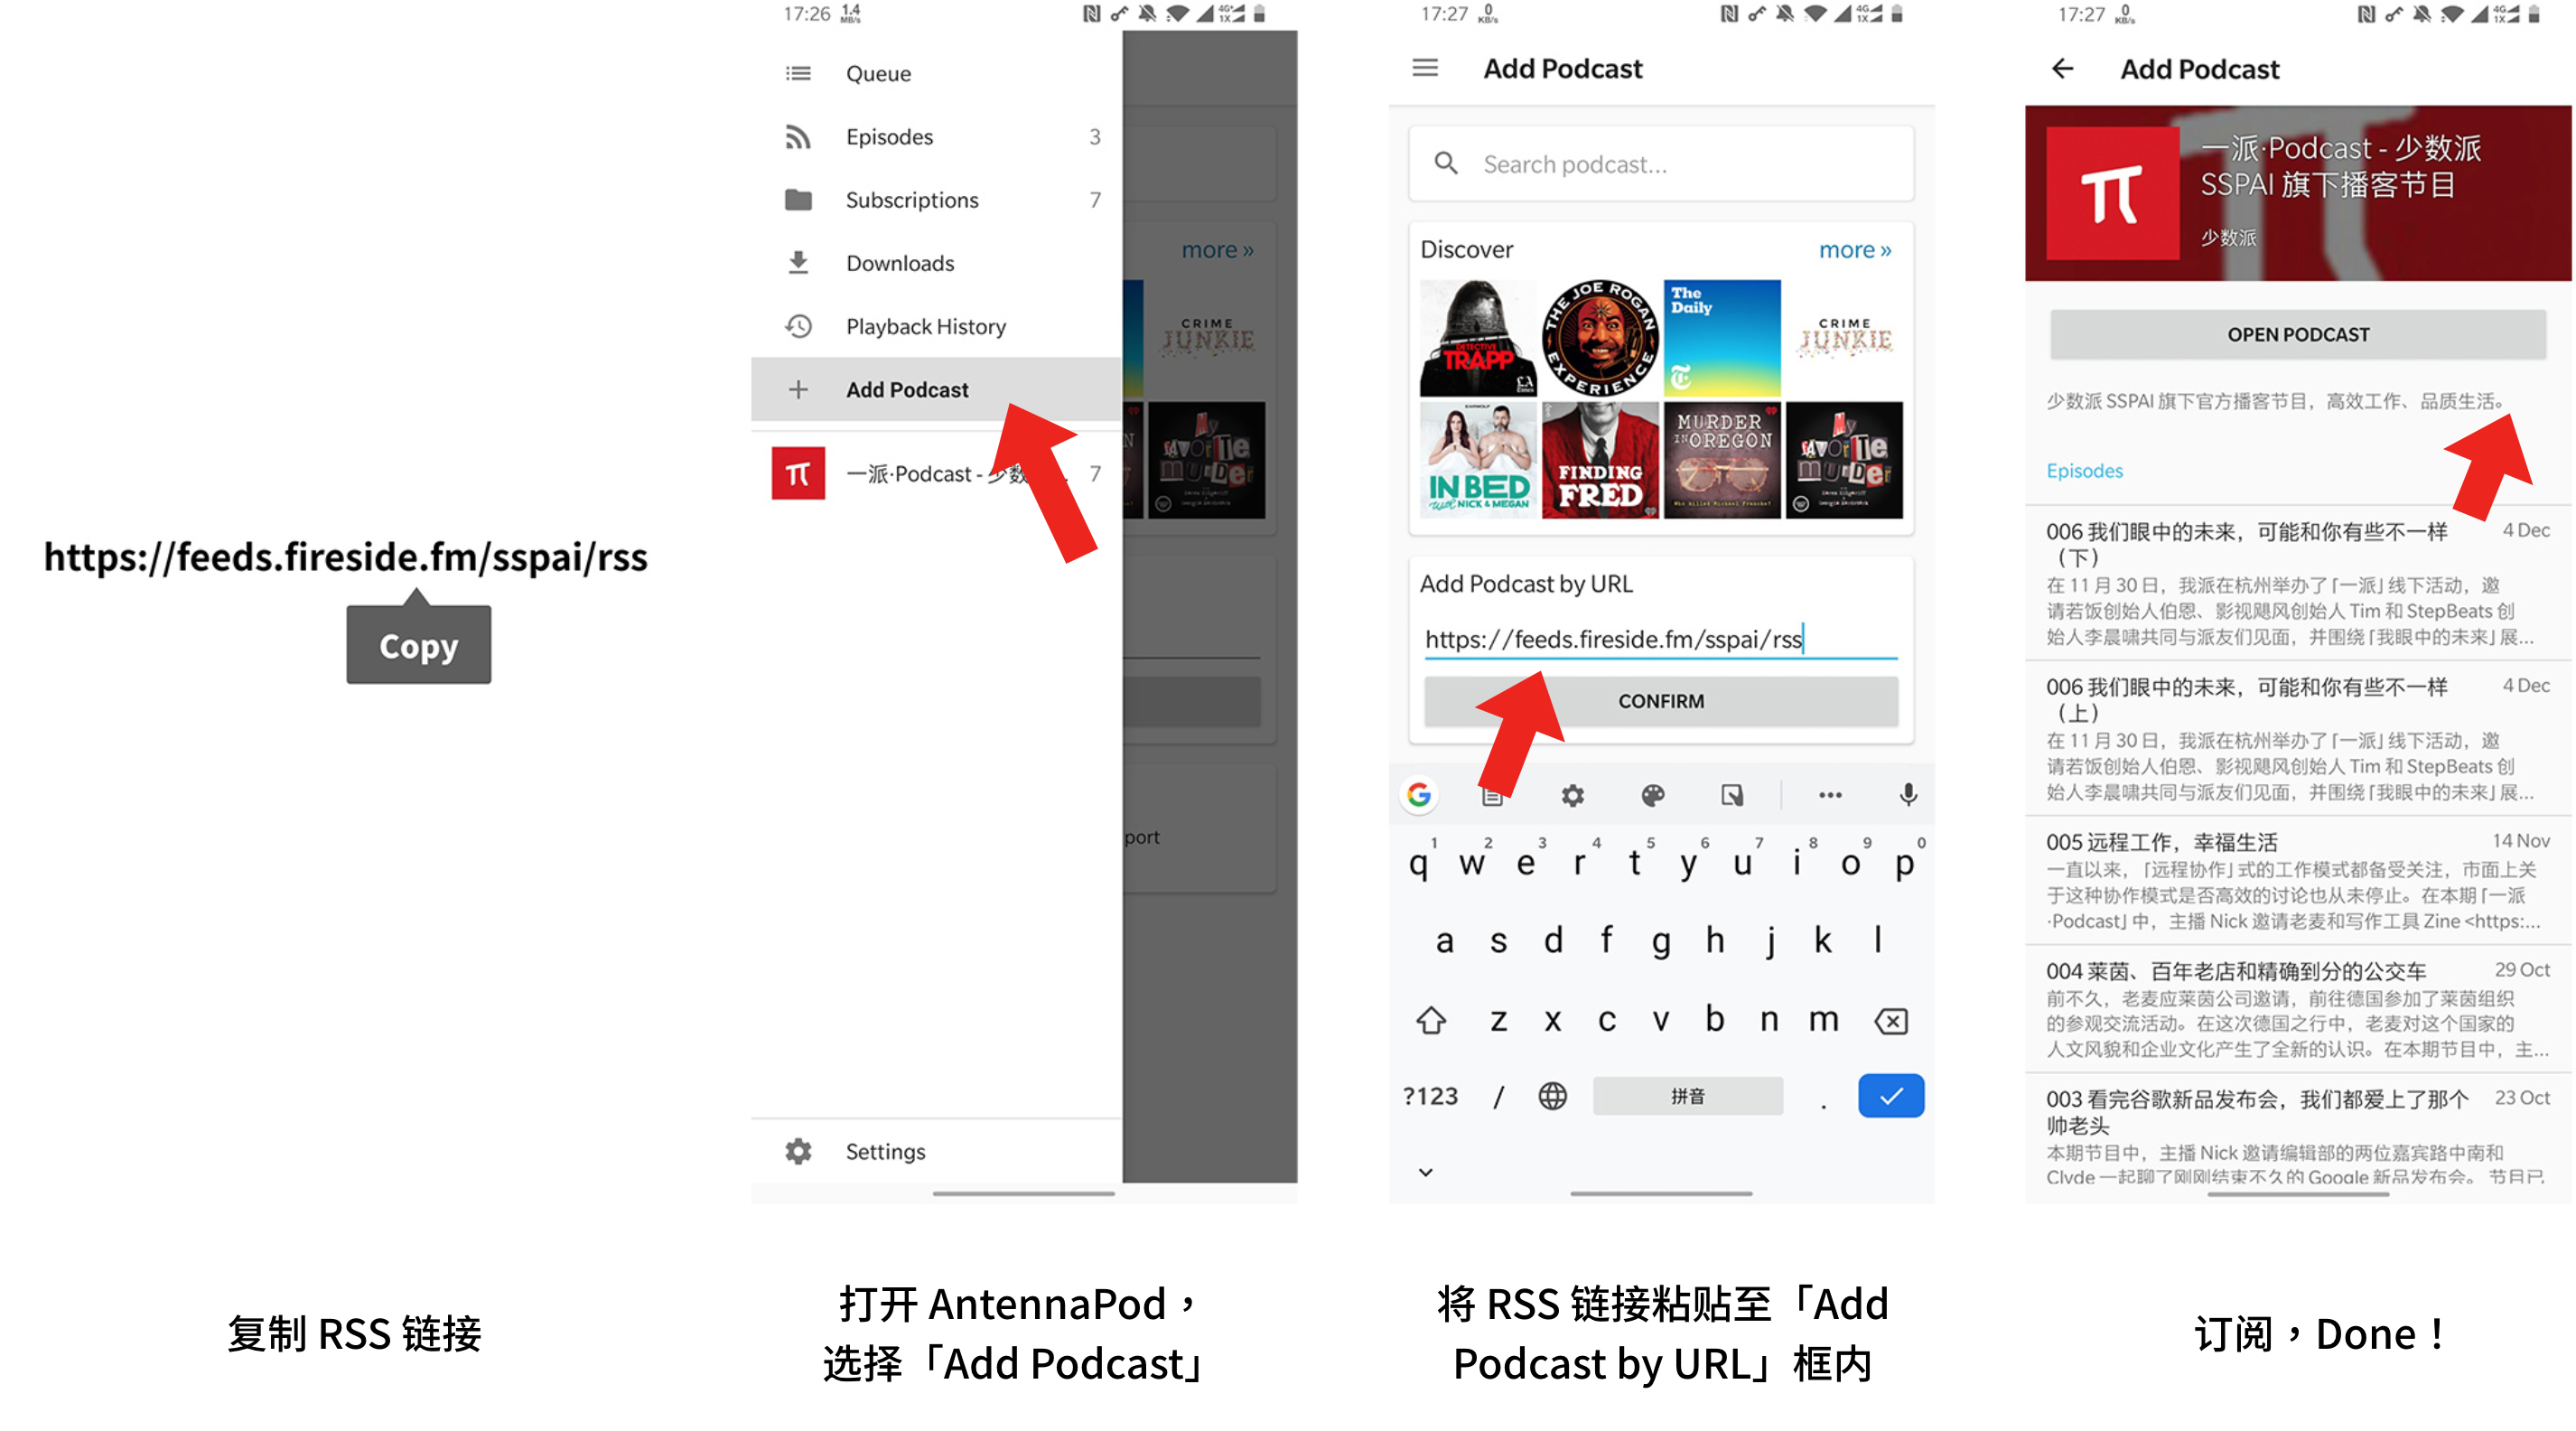 https://feeds.fireside.fm/sspai/rss
Copy
复制 RSS 链接
17:26 1.4 MB/s
4G+ 1X
Queue
Episodes 3
Subscriptions 7
Downloads
Playback History
Add Podcast
一派·Podcast - 少数
7
Settings
more »
CRIME JUNKIE
My FAVORITE MURDER
port
打开 AntennaPod，
选择「Add Podcast」
17:27 0 KB/s
4G 1X
Add Podcast
Search podcast...
Discover more »
DETECTIVE TRAPP
LA Times
THE JOE ROGAN EXPERIENCE
The Daily
CRIME JUNKIE
IN BED
with NICK & MEGAN
FINDING FRED
MURDER IN OREGON
Who killed Michael Francke?
My FAVORITE MURDER
Add Podcast by URL
https://feeds.fireside.fm/sspai/rss
CONFIRM
1 2 3 4 5 6 7 8 9 0
q w e r t y u i o p
a s d f g h j k l
z x c v b n m
?123 / 拼音 .
将 RSS 链接粘贴至「Add
Podcast by URL」框内
17:27 0 KB/s
4G 1X
Add Podcast
一派·Podcast - 少数派
SSPAI 旗下播客节目
少数派
OPEN PODCAST
少数派 SSPAI 旗下官方播客节目，高效工作、品质生活。
Episodes
006 我们眼中的未来，可能和你有些不一样 4 Dec
（下）
在 11 月 30 日，我派在杭州举办了「一派」线下活动，邀
请若饭创始人伯恩、影视飓风创始人 Tim 和 StepBeats 创
始人李晨啸共同与派友们见面，并围绕「我眼中的未来」展...
006 我们眼中的未来，可能和你有些不一样 4 Dec
（上）
在 11 月 30 日，我派在杭州举办了「一派」线下活动，邀
请若饭创始人伯恩、影视飓风创始人 Tim 和 StepBeats 创
始人李晨啸共同与派友们见面，并围绕「我眼中的未来」展...
005 远程工作，幸福生活 14 Nov
一直以来，「远程协作」式的工作模式都备受关注，市面上关
于这种协作模式是否高效的讨论也从未停止。在本期「一派
·Podcast」中，主播 Nick 邀请老麦和写作工具 Zine <https:...
004 莱茵、百年老店和精确到分的公交车 29 Oct
前不久，老麦应莱茵公司邀请，前往德国参加了莱茵组织
的参观交流活动。在这次德国之行中，老麦对这个国家的
人文风貌和企业文化产生了全新的认识。在本期节目中，主...
003 看完谷歌新品发布会，我们都爱上了那个 23 Oct
帅老头
本期节目中，主播 Nick 邀请编辑部的两位嘉宾路中南和
Clyde 一起聊了刚刚结束不久的 Google 新品发布会。 节目已
订阅，Done！